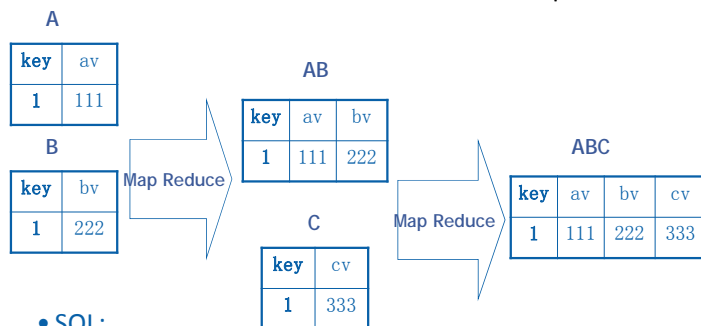 A
key av
1 111
B
key bv
1 222
Map Reduce
AB
key av bv
1 111 222
C
key cv
1 333
Map Reduce
ABC
key av bv cv
1 111 222 333
• SQL: